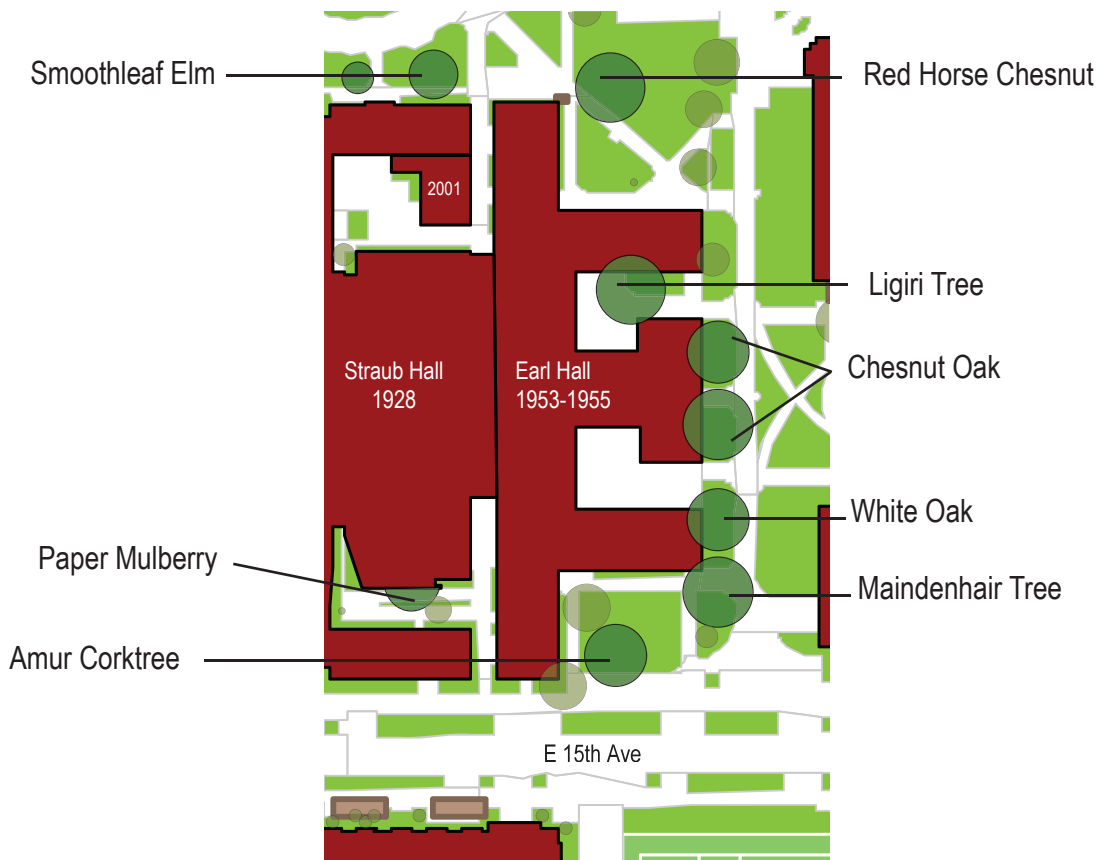 Smoothleaf Elm
Red Horse Chesnut
2001
Ligiri Tree
Straub Hall
1928
Earl Hall
1953-1955
Chesnut Oak
White Oak
Paper Mulberry
Maindenhair Tree
Amur Corktree
E 15th Ave